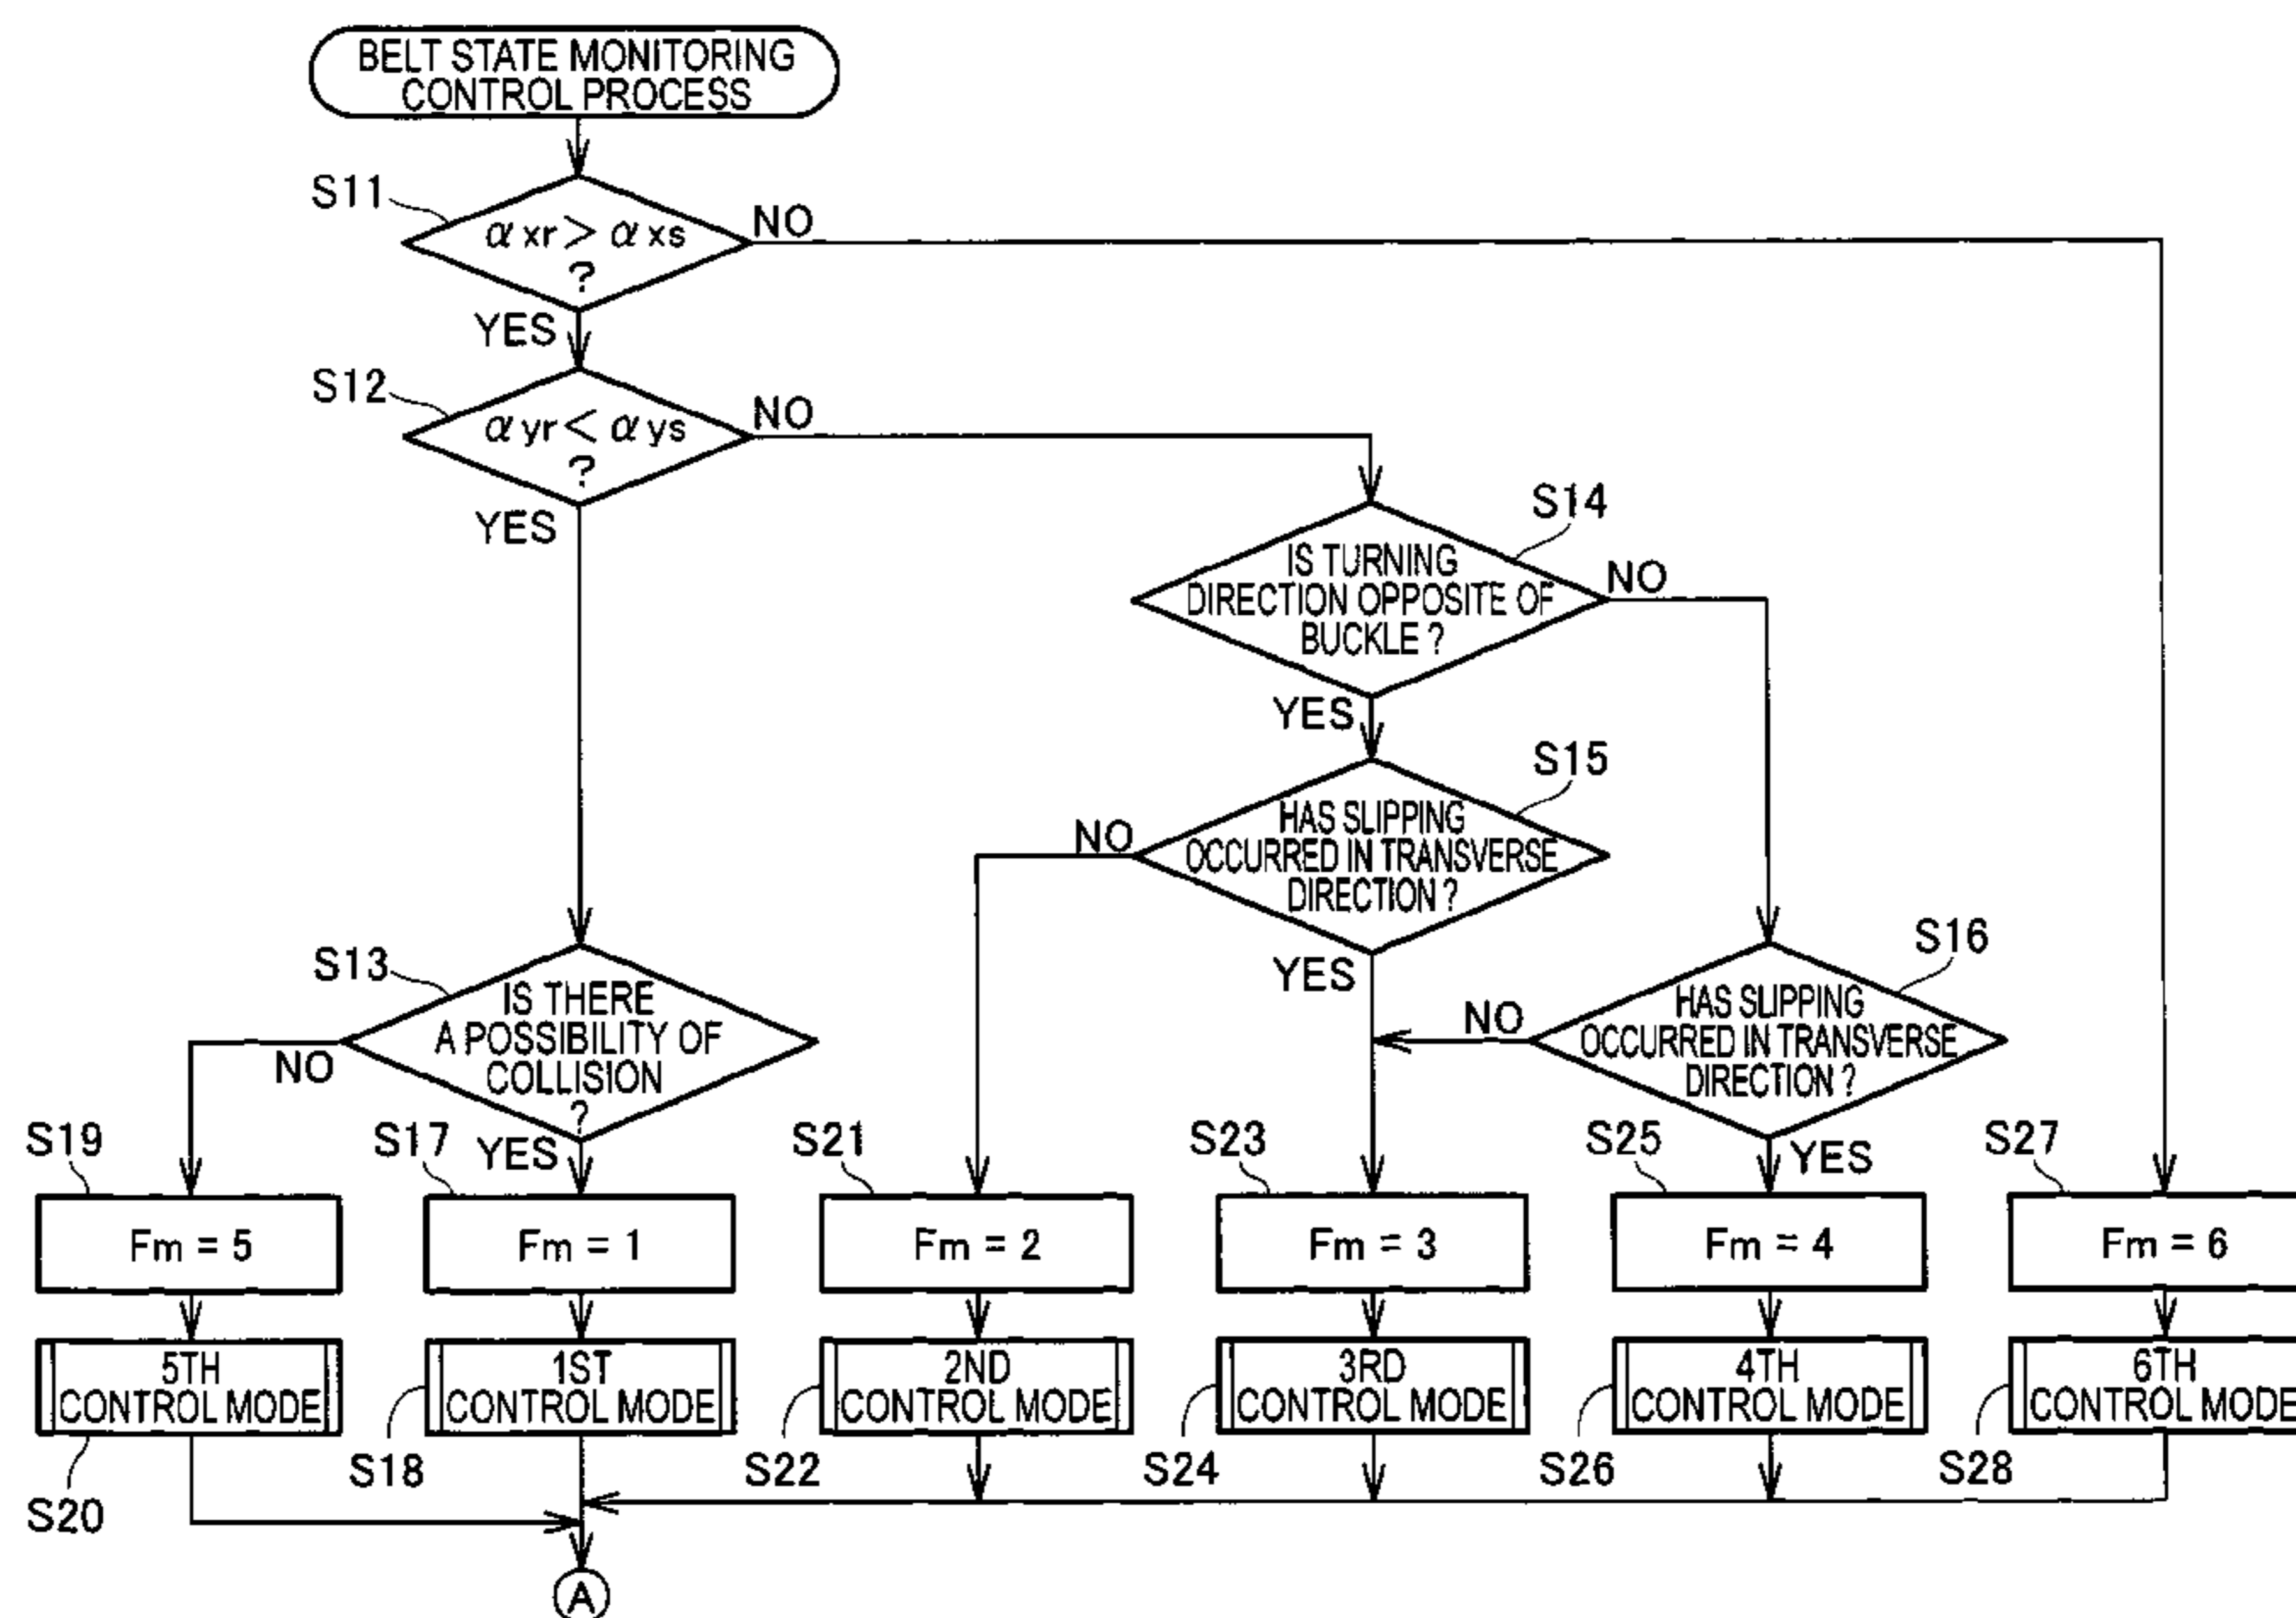 BELT STATE MONITORING
CONTROL PROCESS
S11
αxr > αxs
?
NO
YES
S12
αyr < αys
?
NO
YES
S14
IS TURNING
DIRECTION OPPOSITE OF
BUCKLE ?
NO
YES
S15
HAS SLIPPING
OCCURRED IN TRANSVERSE
DIRECTION ?
NO
YES
S13
IS THERE
A POSSIBILITY OF
COLLISION
?
NO
YES
S16
HAS SLIPPING
OCCURRED IN TRANSVERSE
DIRECTION ?
NO
YES
S19
Fm = 5
S17
Fm = 1
S21
Fm = 2
S23
Fm = 3
S25
Fm = 4
S27
Fm = 6
5TH
CONTROL MODE
S20
1ST
CONTROL MODE
S18
2ND
CONTROL MODE
S22
3RD
CONTROL MODE
S24
4TH
CONTROL MODE
S26
6TH
CONTROL MODE
S28
A